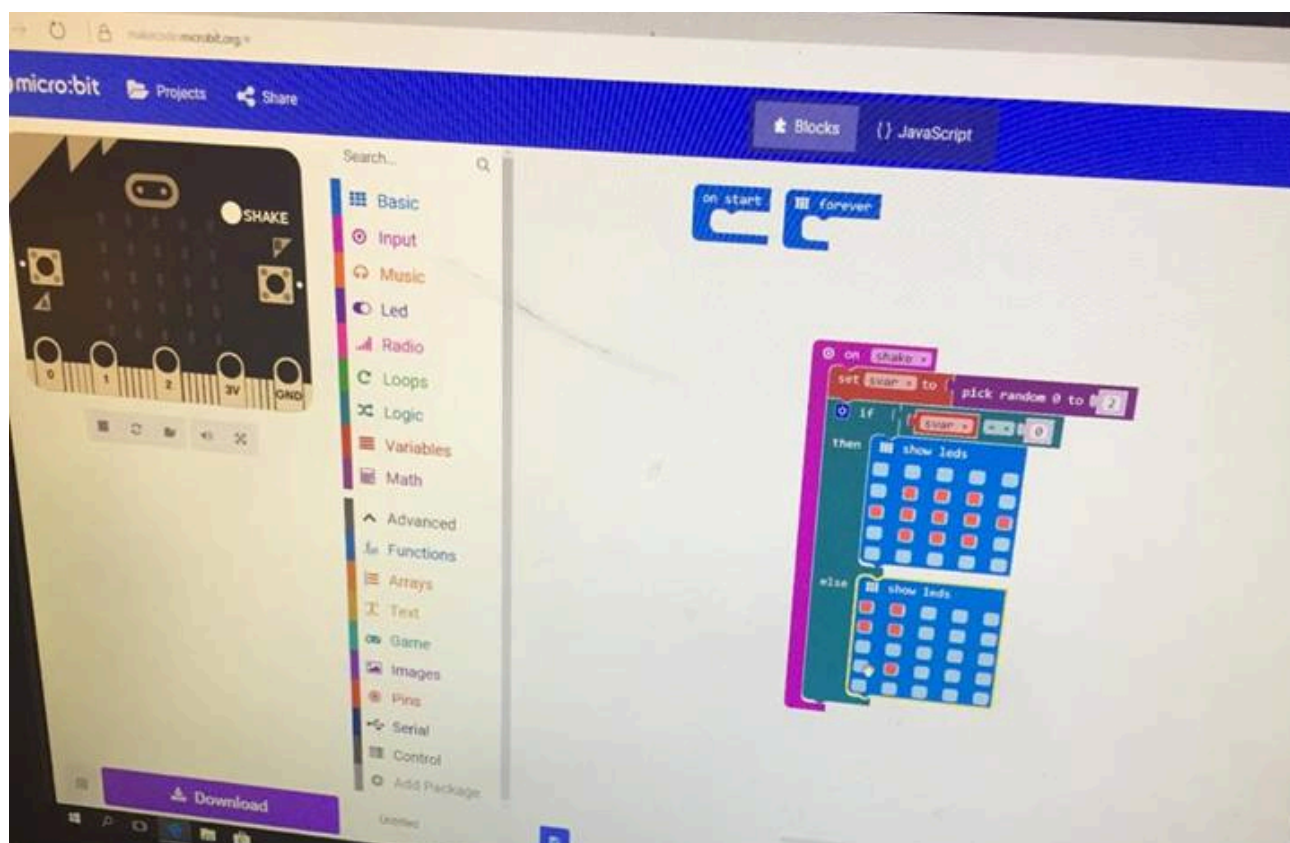 micro:bit
Projects
Share
Blocks
{} JavaScript
SHAKE
B
A
0
1
2
3V
GND
Search...
Basic
Input
Music
Led
Radio
Loops
Logic
Variables
Math
Advanced
Functions
Arrays
Text
Game
Images
Pins
Serial
Control
Add Package
on start
forever
on shake
set svar to pick random 0 to 2
if svar = 0
then show leds
else show leds
Download
Untitled